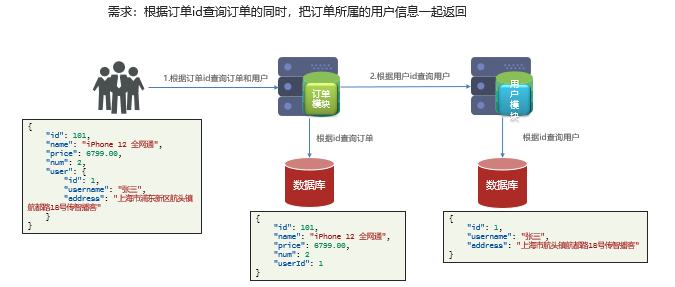 需求：根据订单id查询订单的同时，把订单所属的用户信息一起返回
1.根据订单id查询订单和用户
订单
模块
2.根据用户id查询用户
用
户
模
块
根据id查询订单
根据id查询用户
数据库
数据库
{
"id": 101,
"name": "iPhone 12 全网通",
"price": 6799.00,
"num": 2,
"user": {
"id": 1,
"username": "张三",
"address": "上海市浦东新区航头镇
航都路18号传智播客"
}
}
{
"id": 101,
"name": "iPhone 12 全网通",
"price": 6799.00,
"num": 2
"userId": 1
}
{
"id": 1,
"username": "张三",
"address": "上海市航头镇航都路18号传智播客"
}